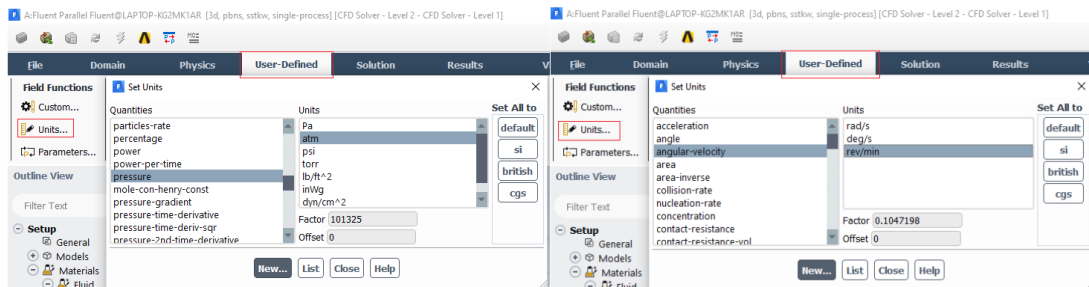 A:Fluent Parallel Fluent@LAPTOP-KG2MK1AR [3d, pbns, sstkw, single-process] [CFD Solver - Level 2 - CFD Solver - Level 1]
File Domain Physics User-Defined Solution Results V
Field Functions
Custom...
Units...
Parameters...
Outline View
Filter Text
Setup
General
Models
Materials
Fluid
Set Units
Quantities
particles-rate
percentage
power
power-per-time
pressure
mole-con-henry-const
pressure-gradient
pressure-time-derivative
pressure-time-deriv-sqr
pressure-2nd-time-derivative
Units
Pa
atm
psi
torr
lb/ft^2
inWg
dyn/cm^2
Factor 101325
Offset 0
Set All to
default
si
british
cgs
New... List Close Help
A:Fluent Parallel Fluent@LAPTOP-KG2MK1AR [3d, pbns, sstkw, single-process] [CFD Solver - Level 2 - CFD Solver - Level 1]
File Domain Physics User-Defined Solution Results V
Field Functions
Custom...
Units...
Parameters...
Outline View
Filter Text
Setup
General
Models
Materials
Fluid
Set Units
Quantities
acceleration
angle
angular-velocity
area
area-inverse
collision-rate
nucleation-rate
concentration
contact-resistance
contact-resistance-vol
Units
rad/s
deg/s
rev/min
Factor 0.1047198
Offset 0
Set All to
default
si
british
cgs
New... List Close Help